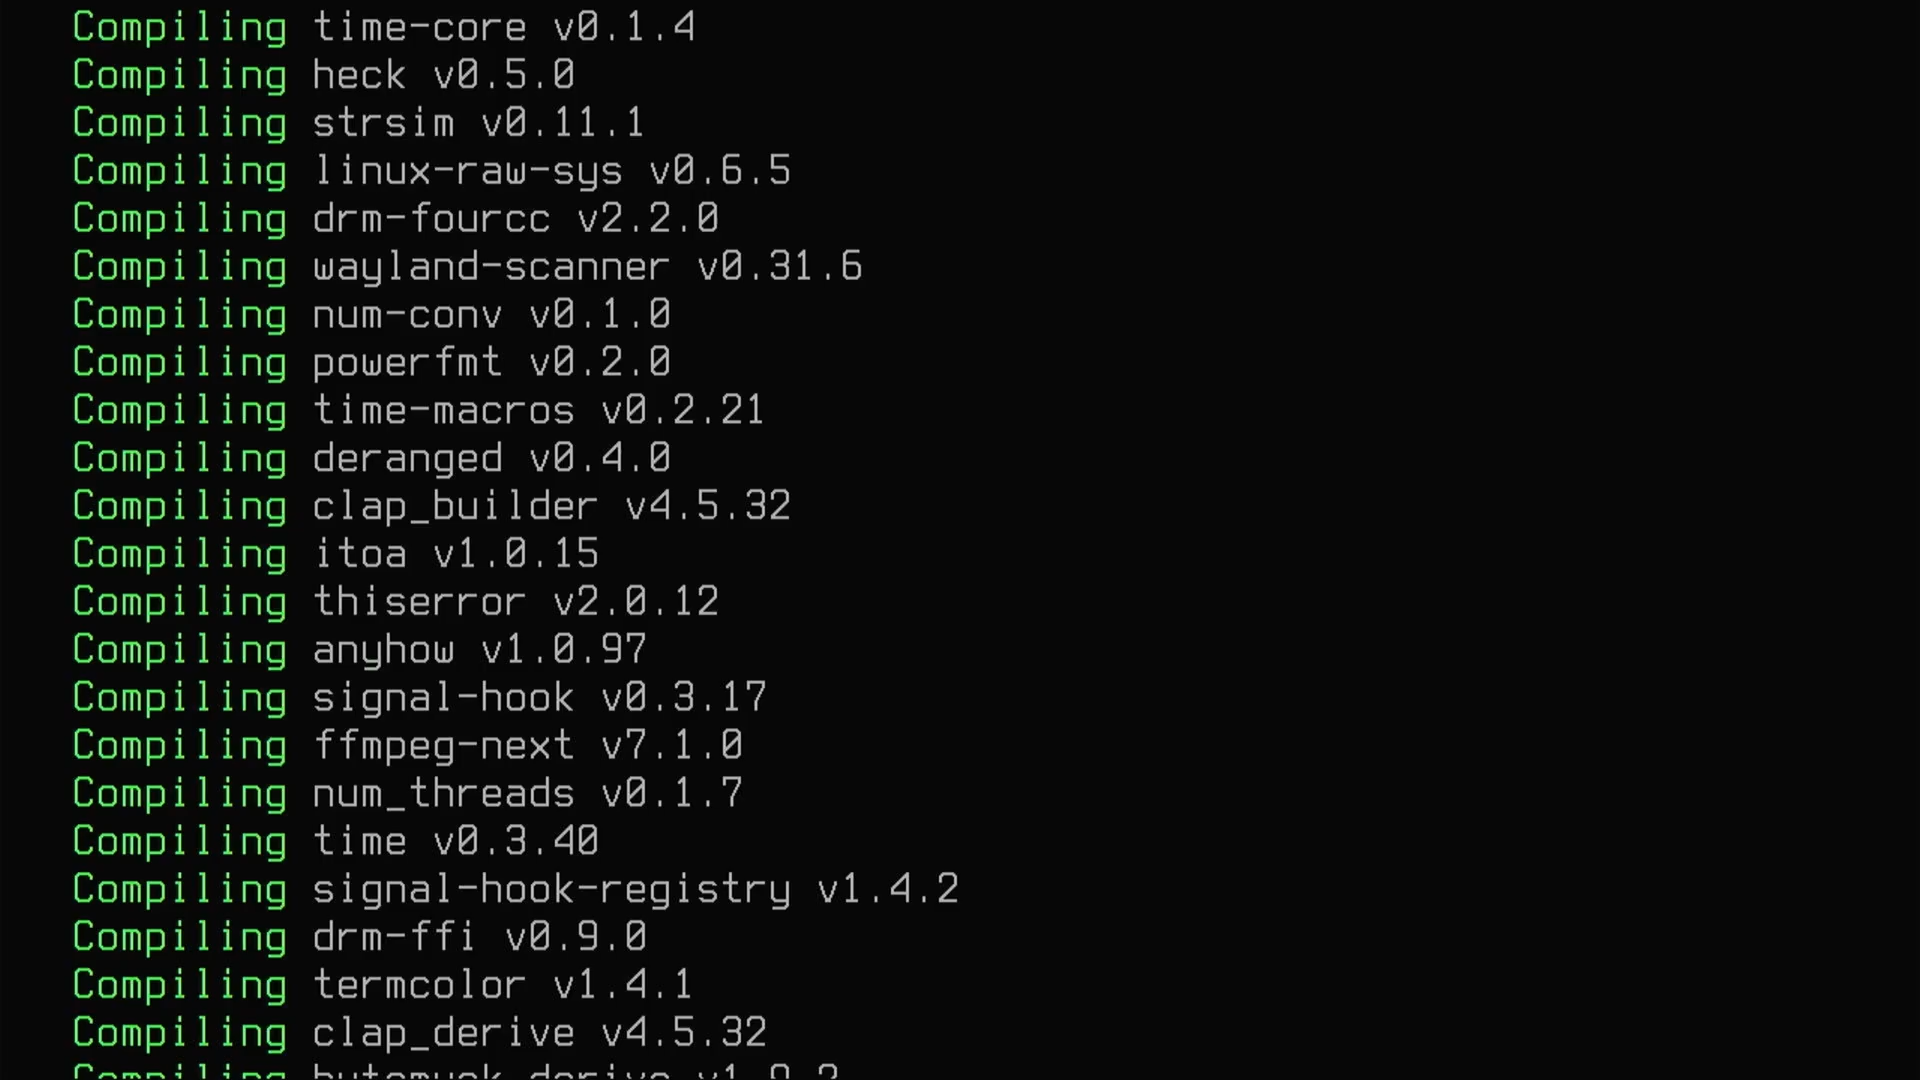 Compiling time-core v0.1.4
Compiling heck v0.5.0
Compiling strsim v0.11.1
Compiling linux-raw-sys v0.6.5
Compiling drm-fourcc v2.2.0
Compiling wayland-scanner v0.31.6
Compiling num-conv v0.1.0
Compiling powerfmt v0.2.0
Compiling time-macros v0.2.21
Compiling deranged v0.4.0
Compiling clap_builder v4.5.32
Compiling itoa v1.0.15
Compiling thiserror v2.0.12
Compiling anyhow v1.0.97
Compiling signal-hook v0.3.17
Compiling ffmpeg-next v7.1.0
Compiling num_threads v0.1.7
Compiling time v0.3.40
Compiling signal-hook-registry v1.4.2
Compiling drm-ffi v0.9.0
Compiling termcolor v1.4.1
Compiling clap_derive v4.5.32
Compiling bytemuck_derive